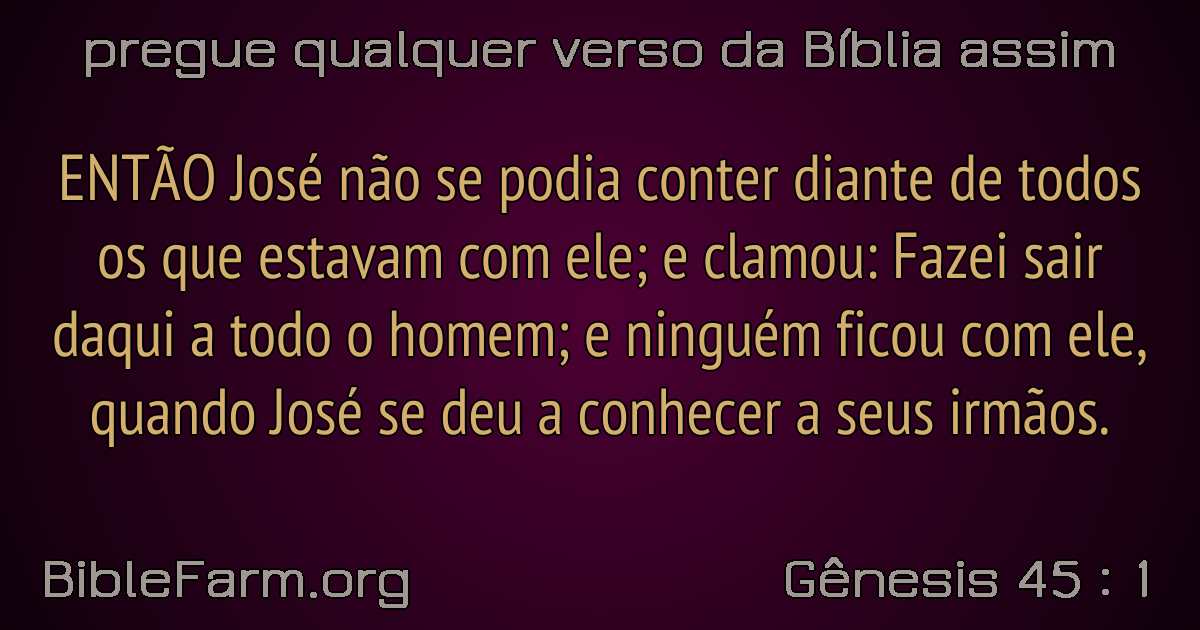 pregue qualquer verso da Bíblia assim
ENTÃO José não se podia conter diante de todos
os que estavam com ele; e clamou: Fazei sair
daqui a todo o homem; e ninguém ficou com ele,
quando José se deu a conhecer a seus irmãos.
BibleFarm.org
Gênesis 45 : 1